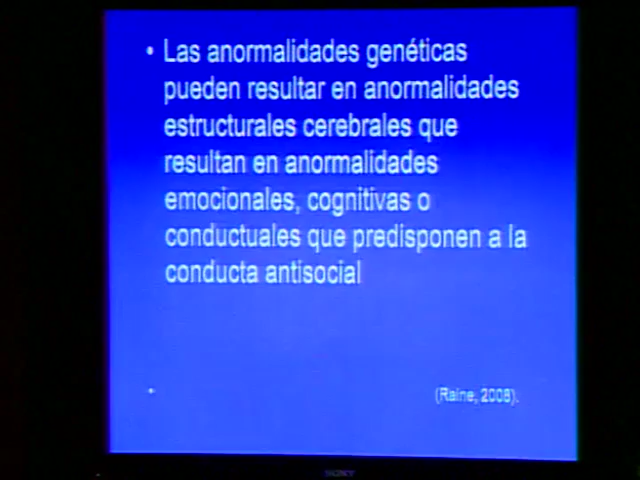 • Las anormalidades genéticas
pueden resultar en anormalidades
estructurales cerebrales que
resultan en anormalidades
emocionales, cognitivas o
conductuales que predisponen a la
conducta antisocial
• (Raine, 2008).
SONY